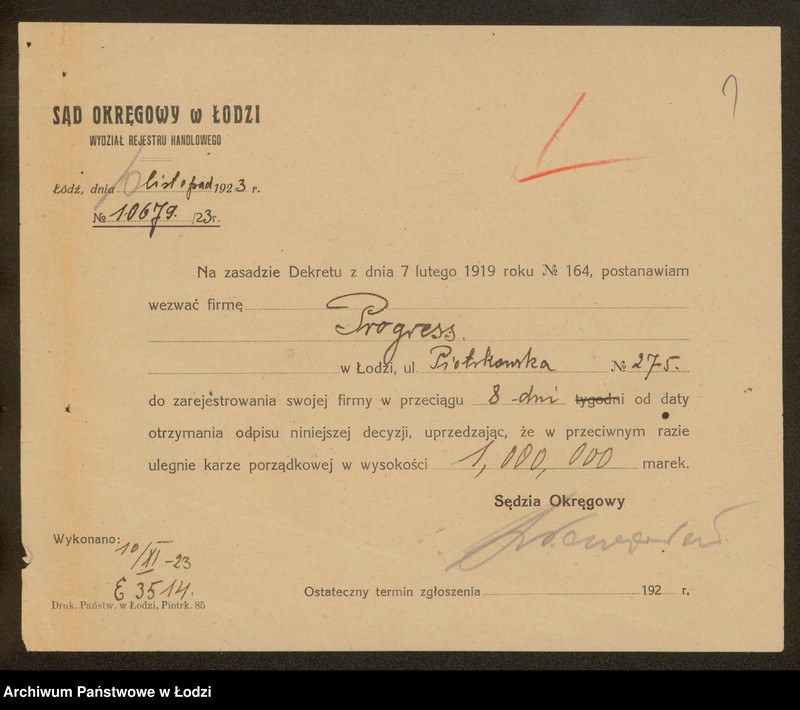 SĄD OKRĘGOWY w ŁODZI
WYDZIAŁ REJESTRU HANDLOWEGO
Łódź, dnia listopad 1923 r.
№ 10679. /23r.
Na zasadzie Dekretu z dnia 7 lutego 1919 roku № 164, postanawiam
wezwać firmę
Progress.
w Łodzi, ul. Piotrkowska № 275.
do zarejestrowania swojej firmy w przeciągu 8 - dni tygodni od daty
otrzymania odpisu niniejszej decyzji, uprzedzając, że w przeciwnym razie
ulegnie karze porządkowej w wysokości 1,000,000 marek.
Sędzia Okręgowy
Wykonano:
10/XI -23
E 3514.
Ostateczny termin zgłoszenia 192 r.
Druk. Państw. w Łodzi, Piotrk. 85
Archiwum Państwowe w Łodzi